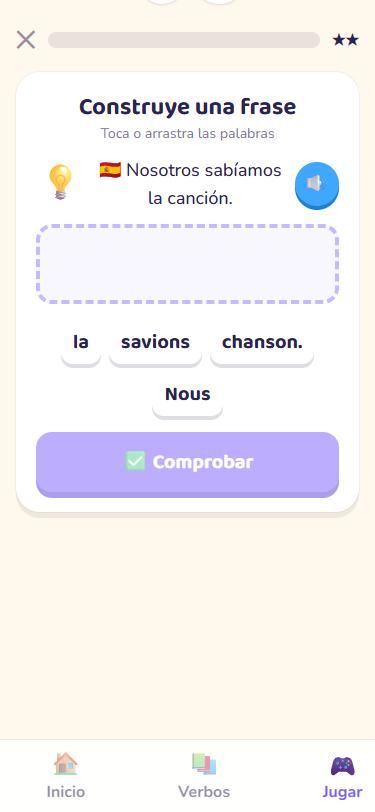 Construye una frase
Toca o arrastra las palabras
🇪🇸 Nosotros sabíamos
la canción.
la savions chanson.
Nous
✅ Comprobar
Inicio Verbos Jugar